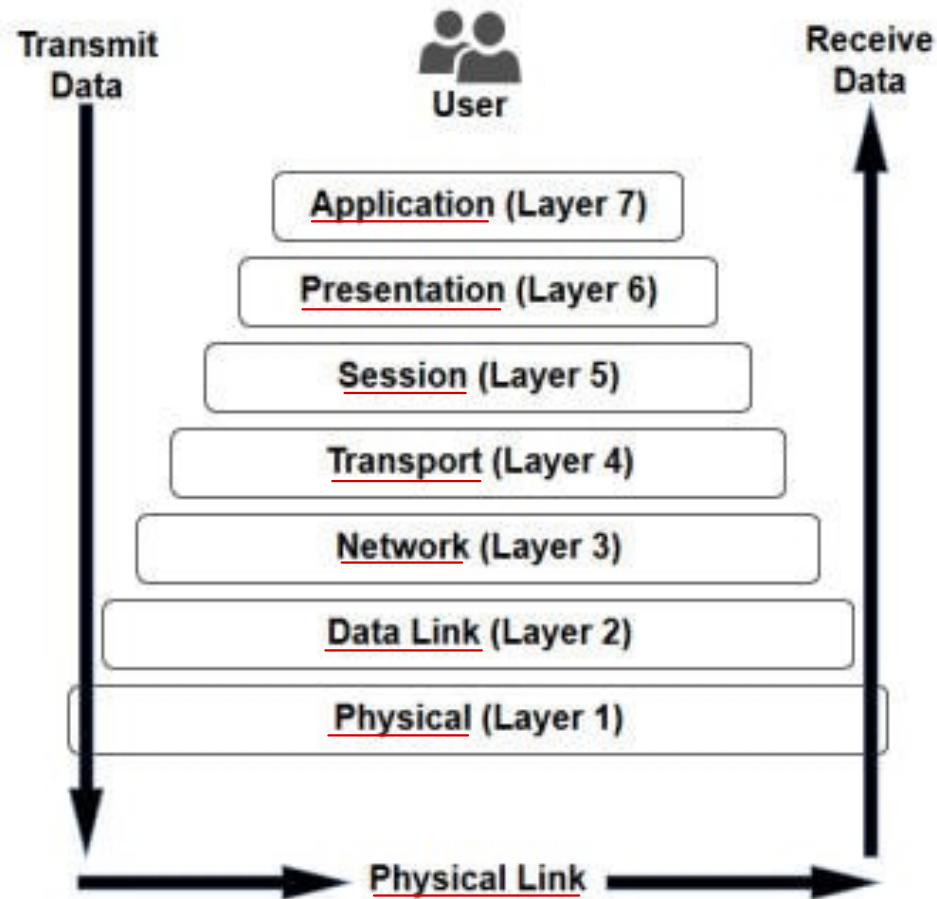 Transmit
Data
User
Receive
Data
Application (Layer 7)
Presentation (Layer 6)
Session (Layer 5)
Transport (Layer 4)
Network (Layer 3)
Data Link (Layer 2)
Physical (Layer 1)
Physical Link